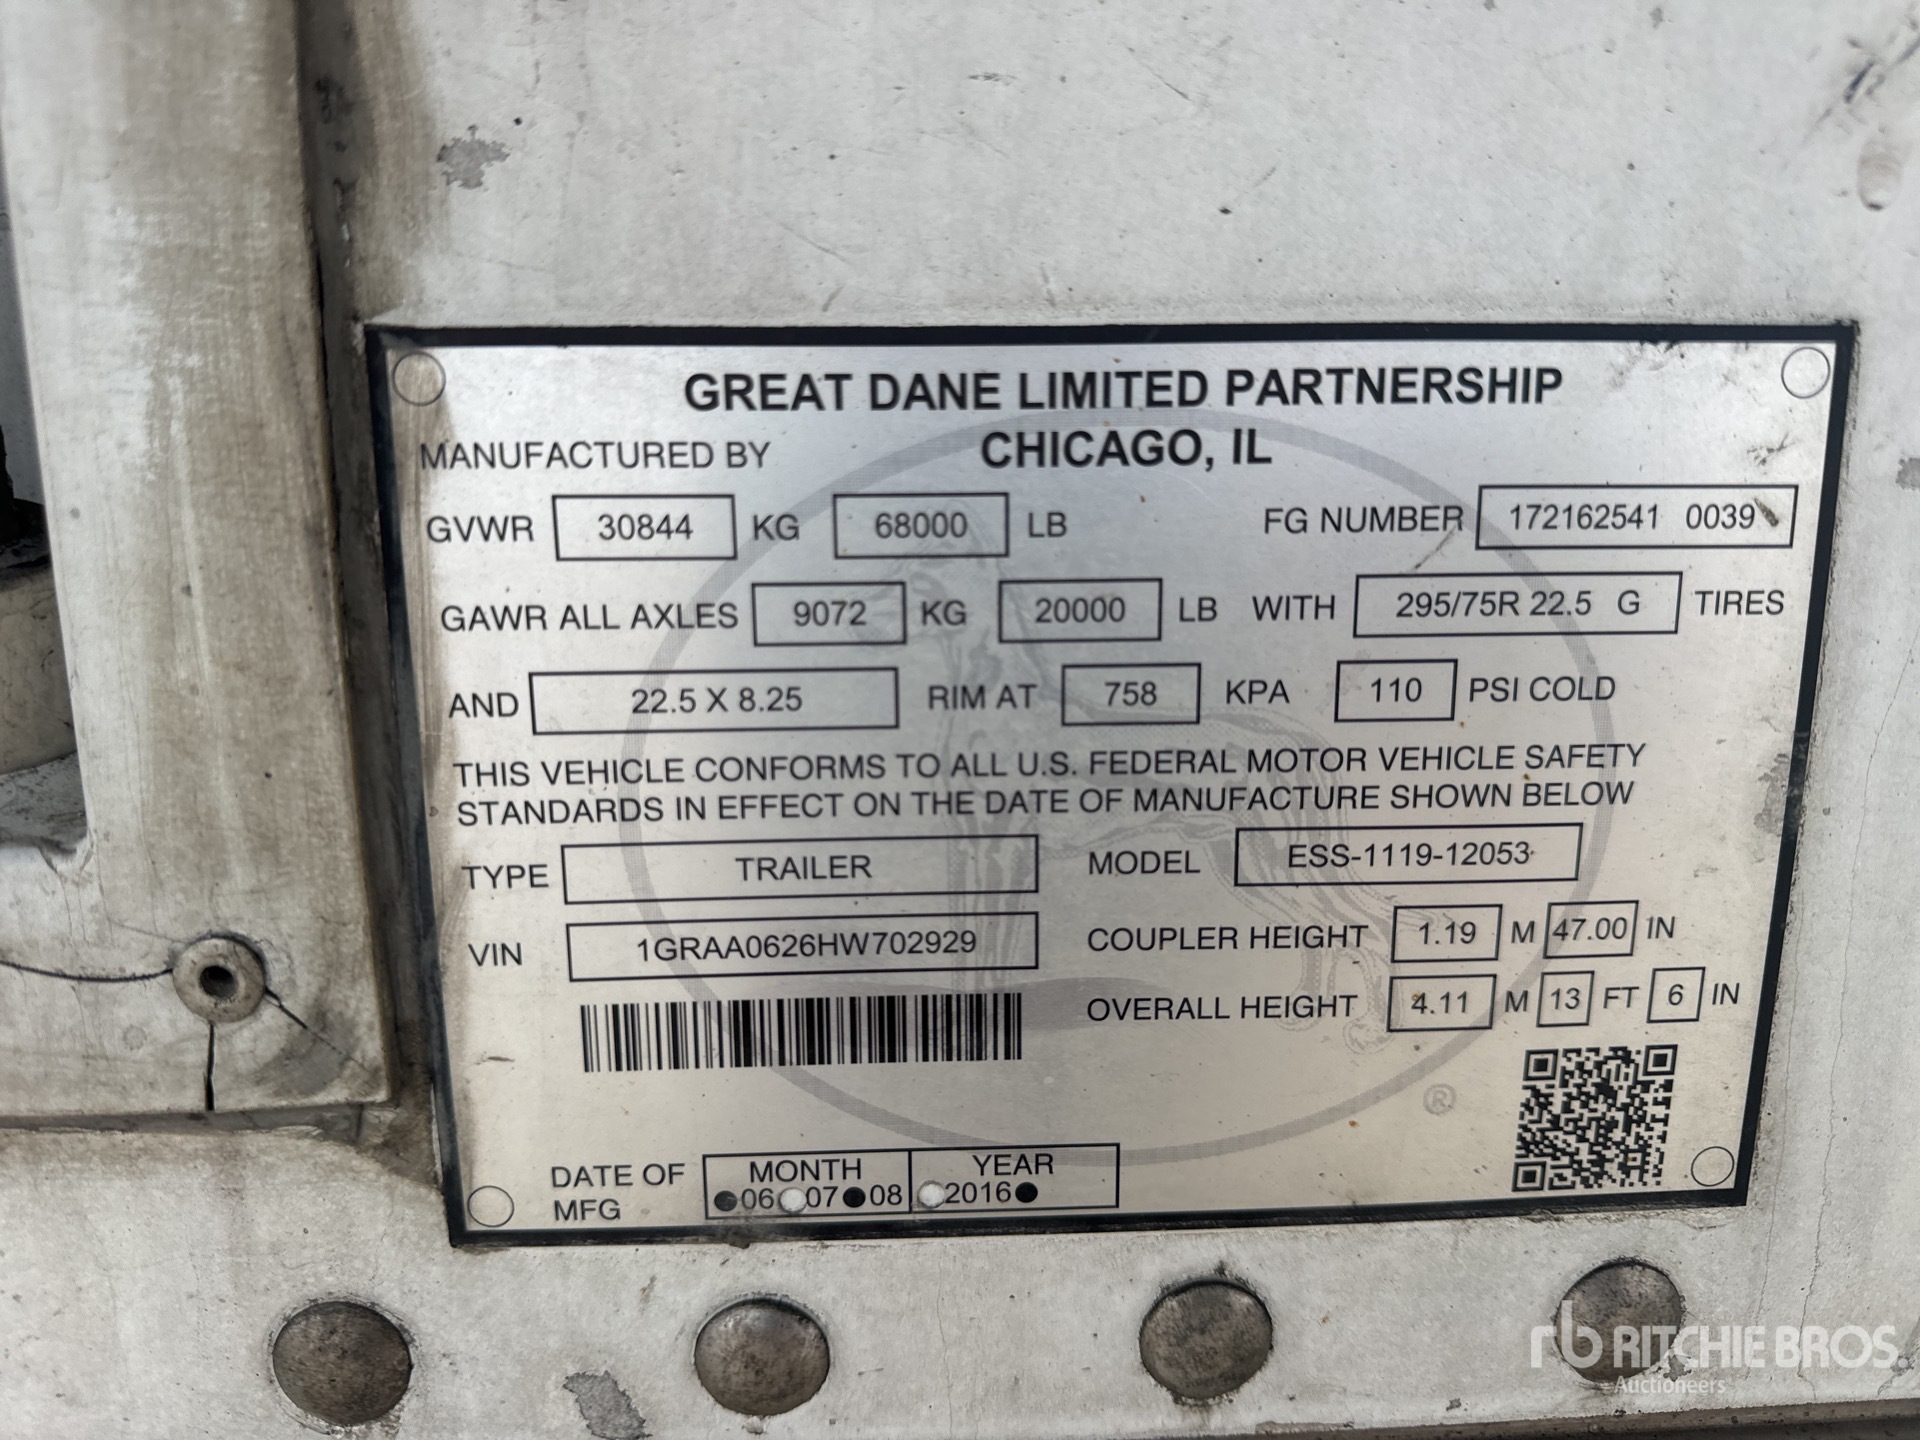 GREAT DANE LIMITED PARTNERSHIP
MANUFACTURED BY CHICAGO, IL
GVWR 30844 KG 68000 LB FG NUMBER 172162541 0039
GAWR ALL AXLES 9072 KG 20000 LB WITH 295/75R 22.5 G TIRES
AND 22.5 X 8.25 RIM AT 758 KPA 110 PSI COLD
THIS VEHICLE CONFORMS TO ALL U.S. FEDERAL MOTOR VEHICLE SAFETY
STANDARDS IN EFFECT ON THE DATE OF MANUFACTURE SHOWN BELOW
TYPE TRAILER MODEL ESS-1119-12053
VIN 1GRAA0626HW702929 COUPLER HEIGHT 1.19 M 47.00 IN
OVERALL HEIGHT 4.11 M 13 FT 6 IN
®
DATE OF MONTH YEAR
MFG 06 07 08 2016
rb RITCHIE BROS.
Auctioneers